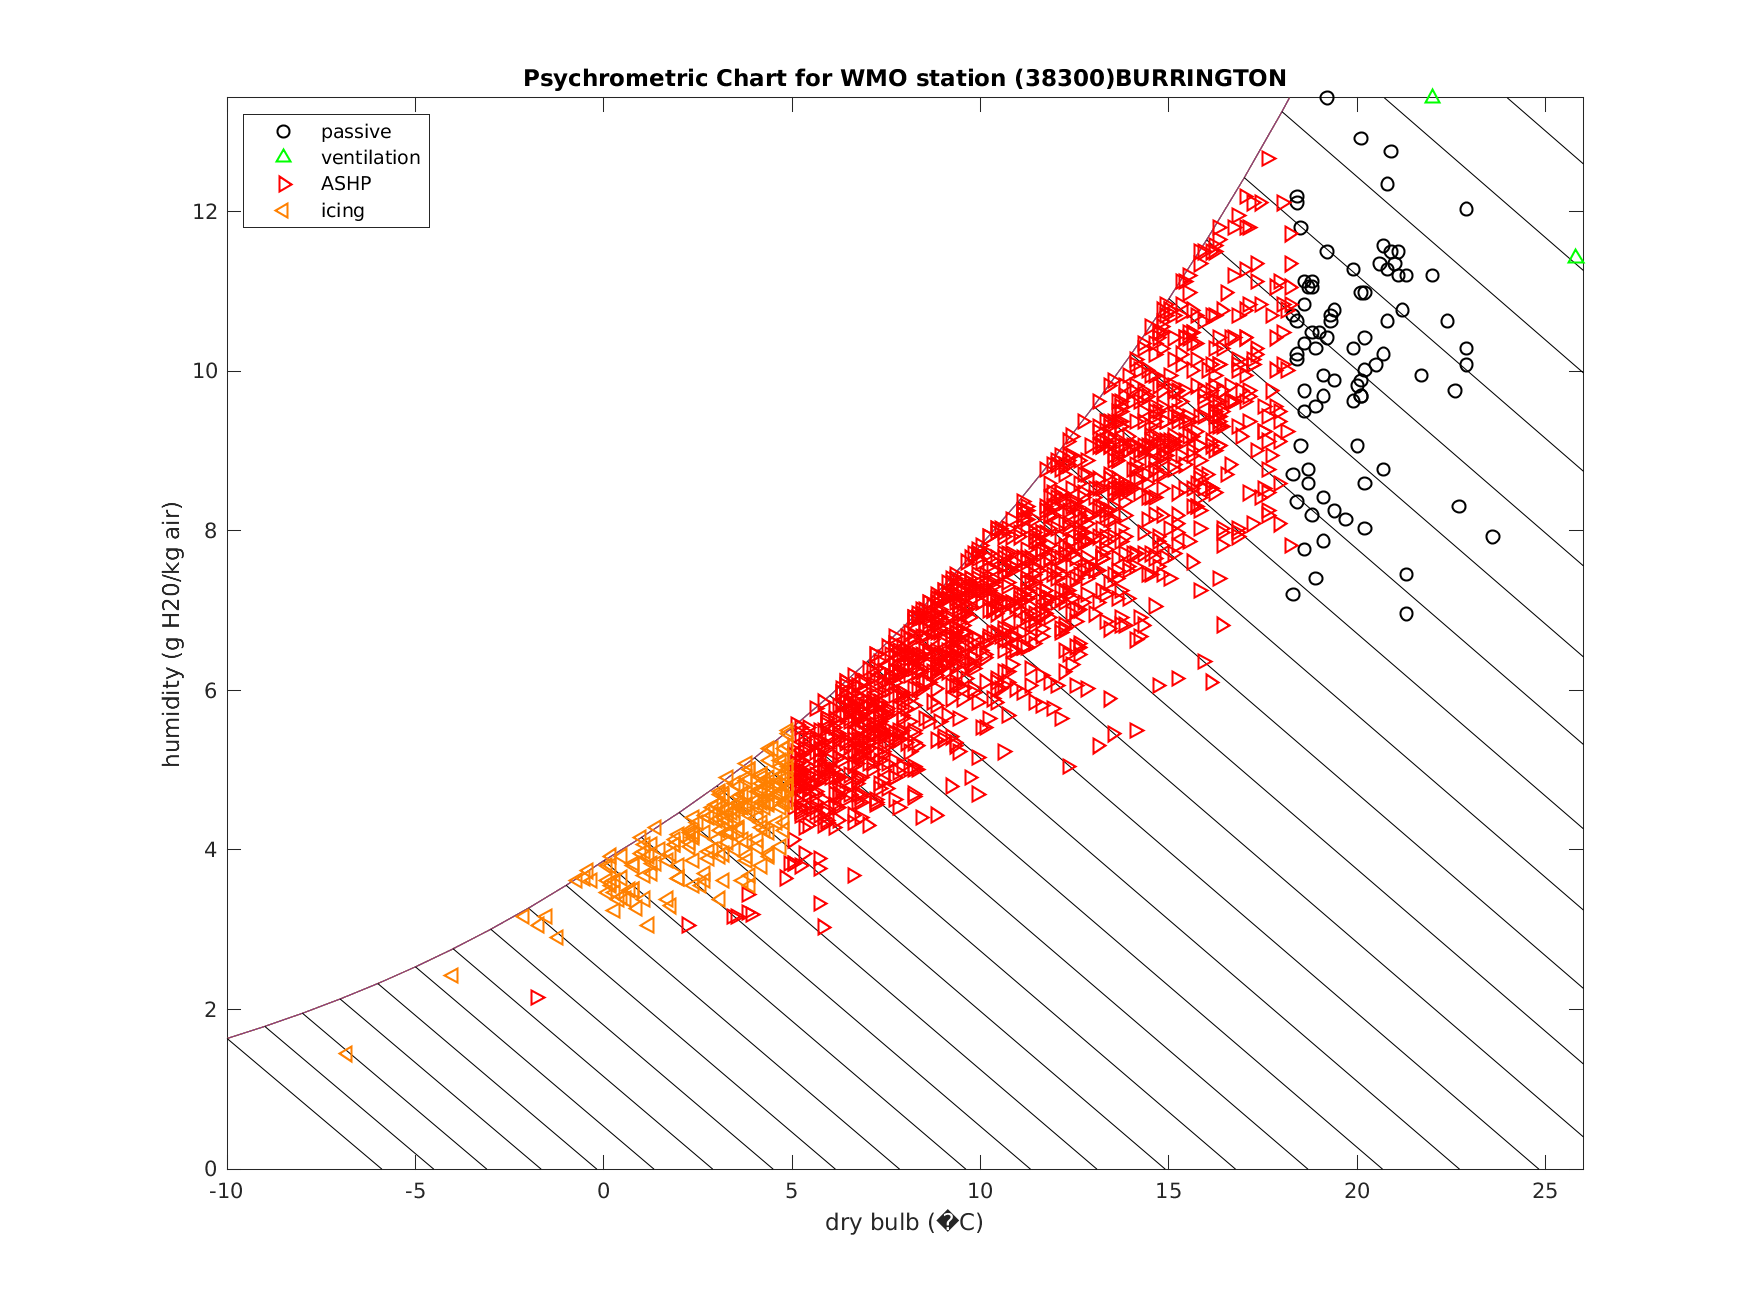 Psychrometric Chart for WMO station (38300)BURRINGTON
passive
ventilation
ASHP
icing
humidity (g H20/kg air)
12
10
8
6
4
2
0
-10 -5 0 5 10 15 20 25
dry bulb (�C)